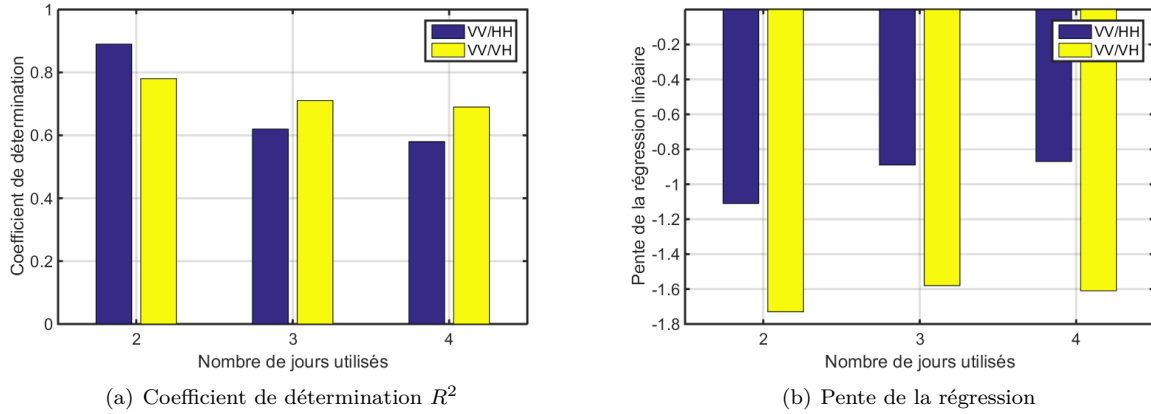 1
0.8
0.6
0.4
0.2
0
Coefficient de détermination
VV/HH
VV/VH
2
3
4
Nombre de jours utilisés
(a) Coefficient de détermination R²
-0.2
-0.4
-0.6
-0.8
-1
-1.2
-1.4
-1.6
-1.8
Pente de la régression linéaire
VV/HH
VV/VH
2
3
4
Nombre de jours utilisés
(b) Pente de la régression